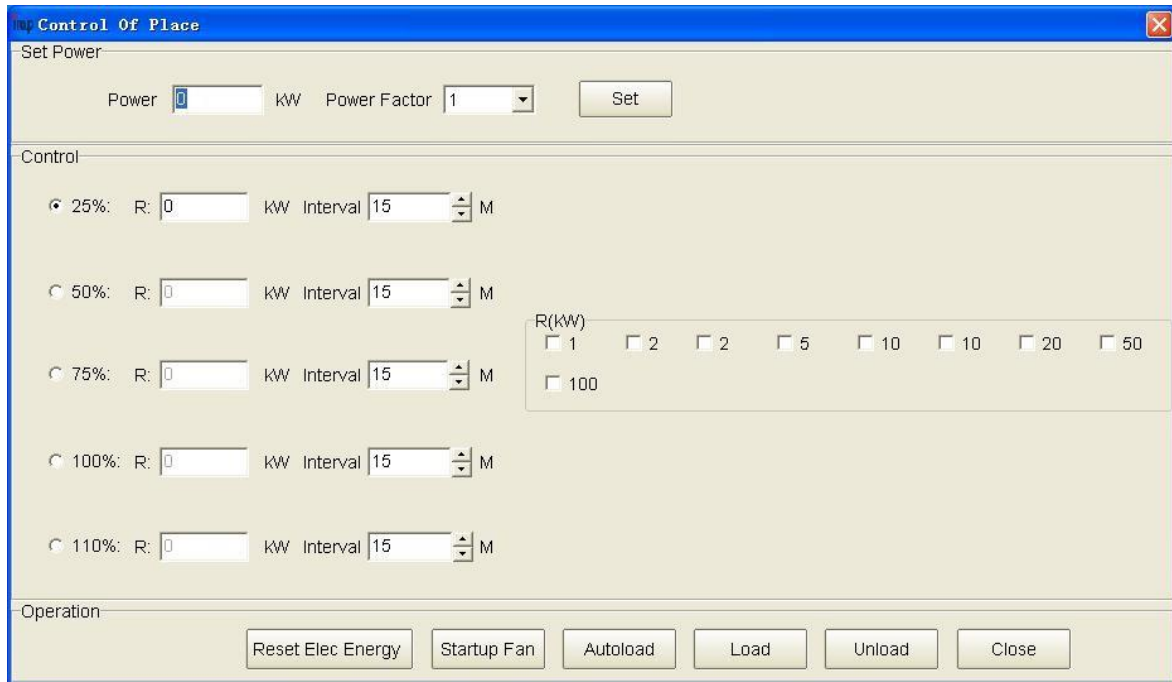 Control Of Place
Set Power
Power 0 kW Power Factor 1 Set
Control
25%: R: 0 kW Interval 15 M
50%: R: 0 kW Interval 15 M
R(kW)
1 2 2 5 10 10 20 50
75%: R: 0 kW Interval 15 M
100
100%: R: 0 kW Interval 15 M
110%: R: 0 kW Interval 15 M
Operation
Reset Elec Energy Startup Fan Autoload Load Unload Close